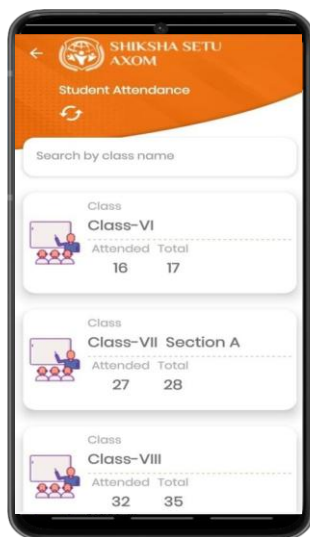 SHIKSHA SETU
AXOM
Student Attendance
Search by class name
Class
Class-VI
Attended Total
16 17
Class
Class-VII Section A
Attended Total
27 28
Class
Class-VIII
Attended Total
32 35